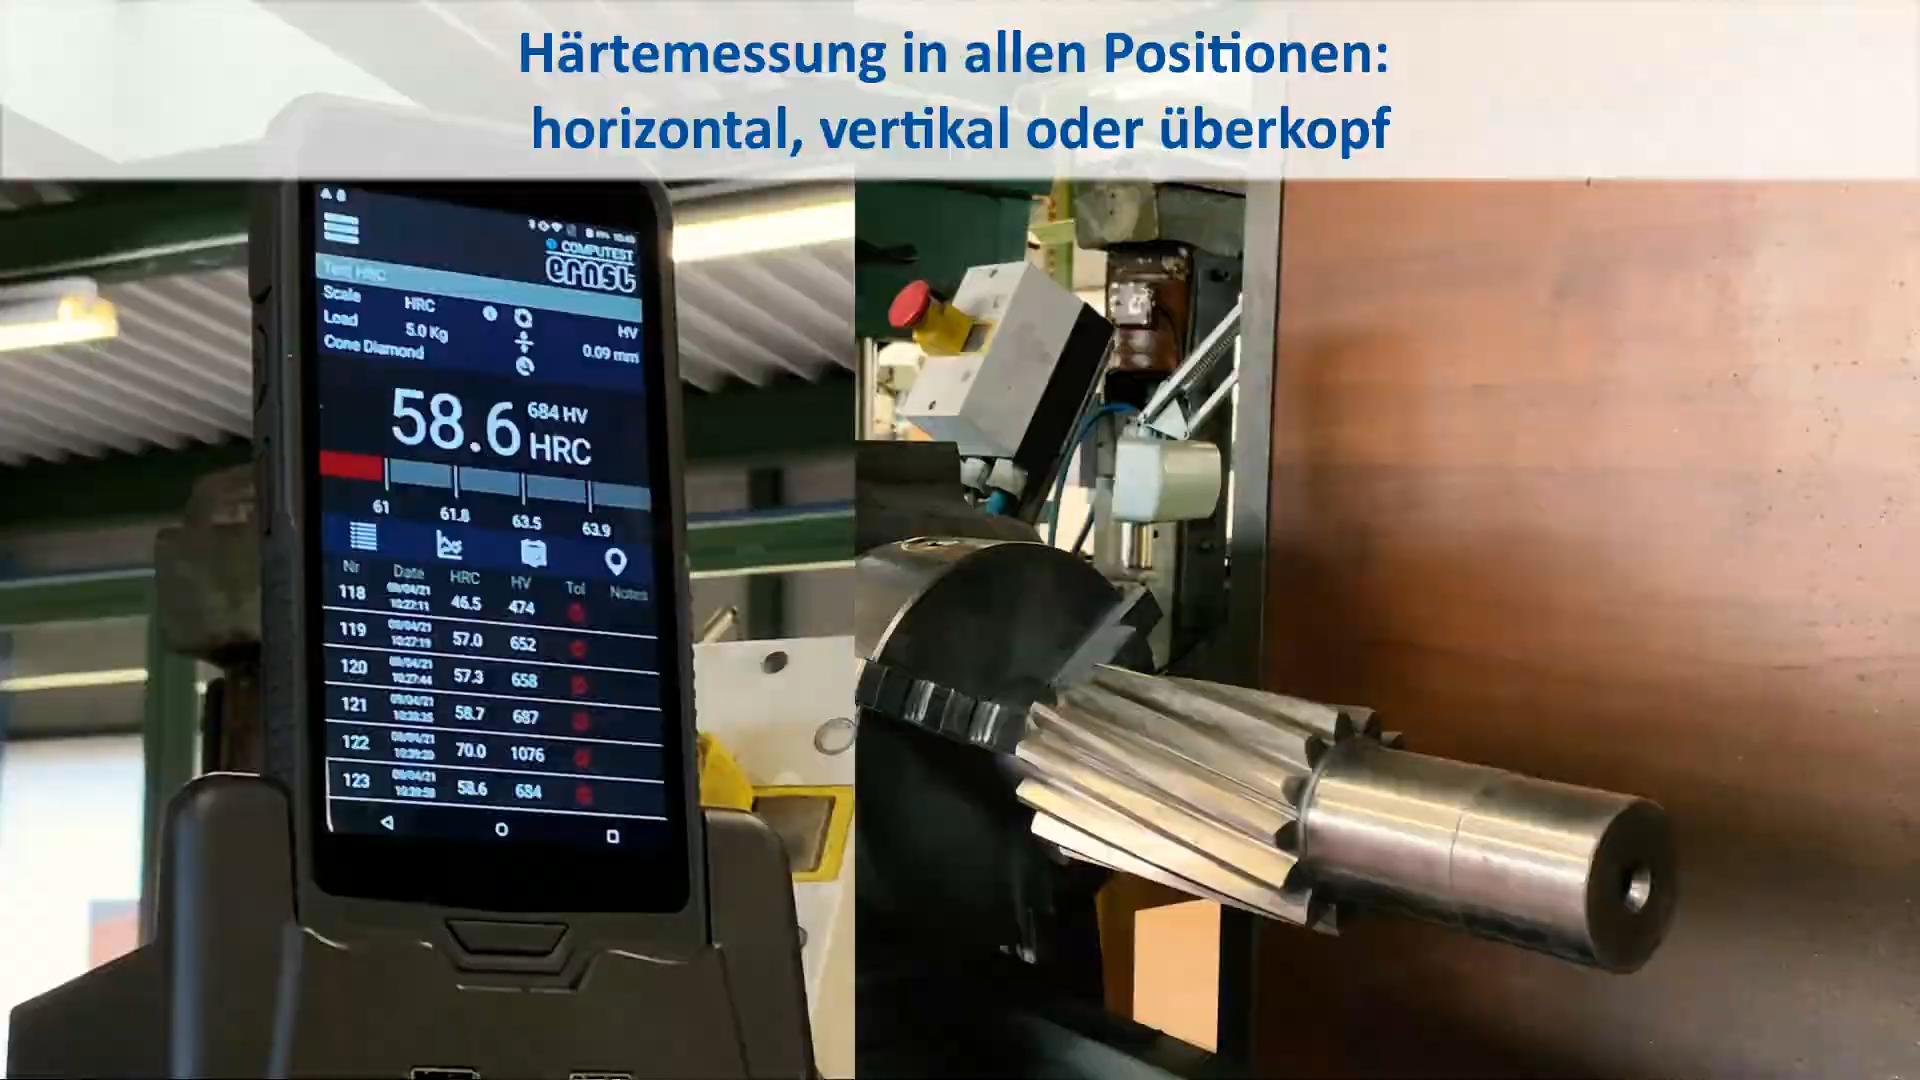 Härtemessung in allen Positionen:
horizontal, vertikal oder überkopf
COMPUTEST
ernst
Test HRC
Scale HRC HV
Load 5.0 Kg 0.09 mm
Cone Diamond
58.6 684 HV
HRC
61 61.8 63.5 63.9
Nr Date HRC HV Tol Notes
118 46.5 474
119 57.0 652
120 57.3 658
121 58.7 687
122 70.0 1076
123 58.6 684